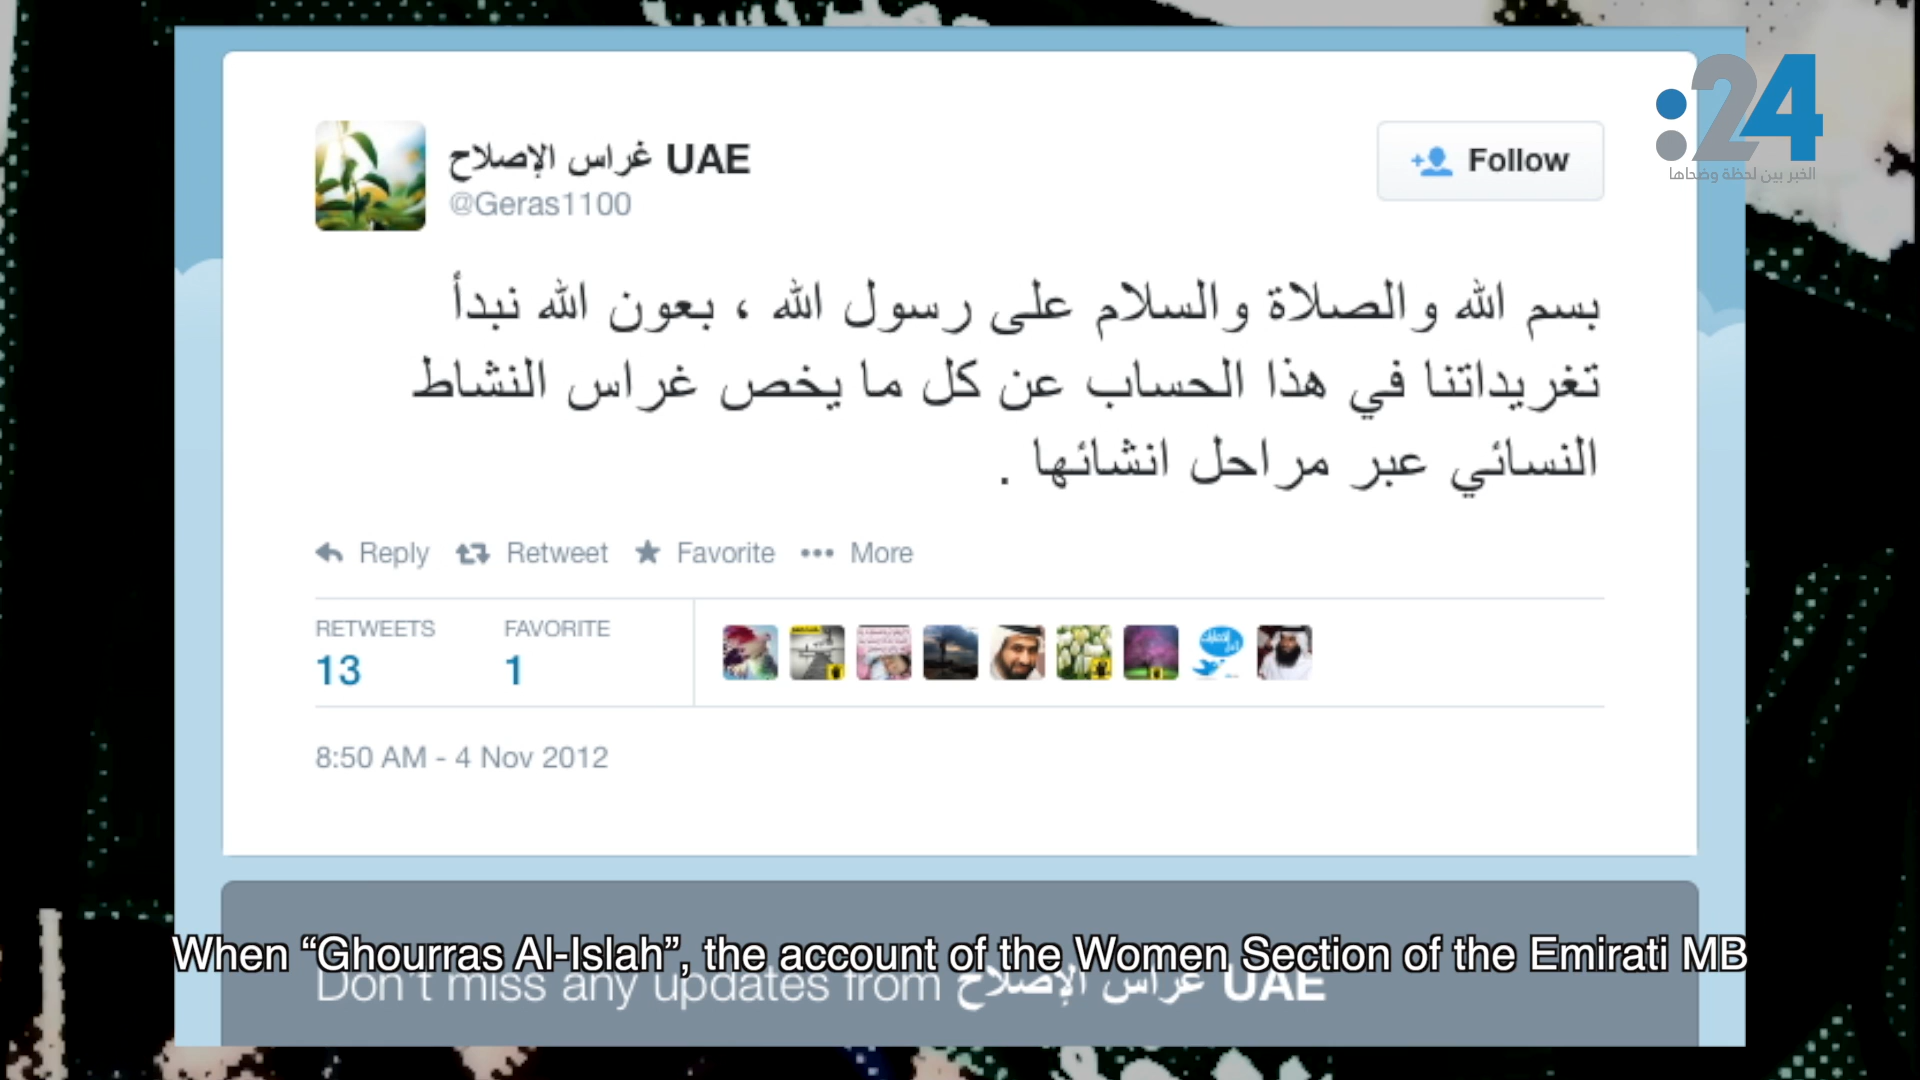 :24
الخبر بين لحظة وضحاها
غراس الإصلاح UAE
@Geras1100
Follow
بسم الله والصلاة والسلام على رسول الله ، بعون الله نبدأ
تغريداتنا في هذا الحساب عن كل ما يخص غراس النشاط
النسائي عبر مراحل انشائها .
Reply Retweet Favorite More
RETWEETS FAVORITE
13 1
8:50 AM - 4 Nov 2012
When “Ghourras Al-Islah”, the account of the Women Section of the Emirati MB
Don't miss any updates from غراس الإصلاح UAE